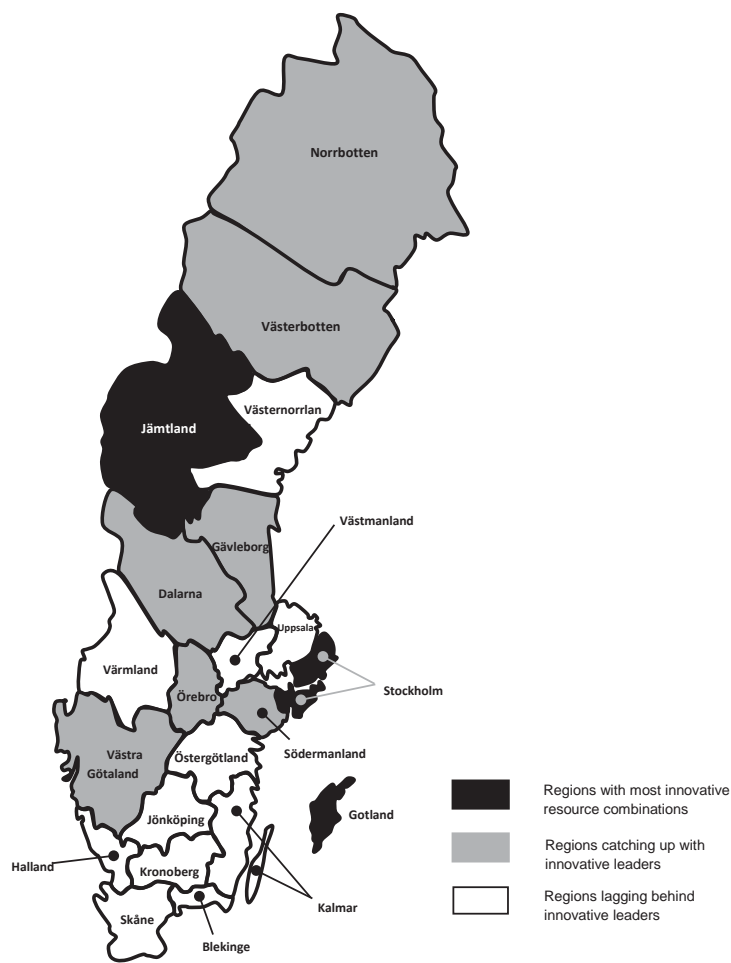 Norrbotten
Västerbotten
Västernorrlan
Jämtland
Västmanland
Gävleborg
Dalarna
Uppsala
Värmland
Stockholm
Örebro
Södermanland
Västra
Götaland
Östergötland
Regions with most innovative
resource combinations
Gotland
Jönköping
Regions catching up with
innovative leaders
Halland
Kronoberg
Regions lagging behind
innovative leaders
Kalmar
Skåne
Blekinge